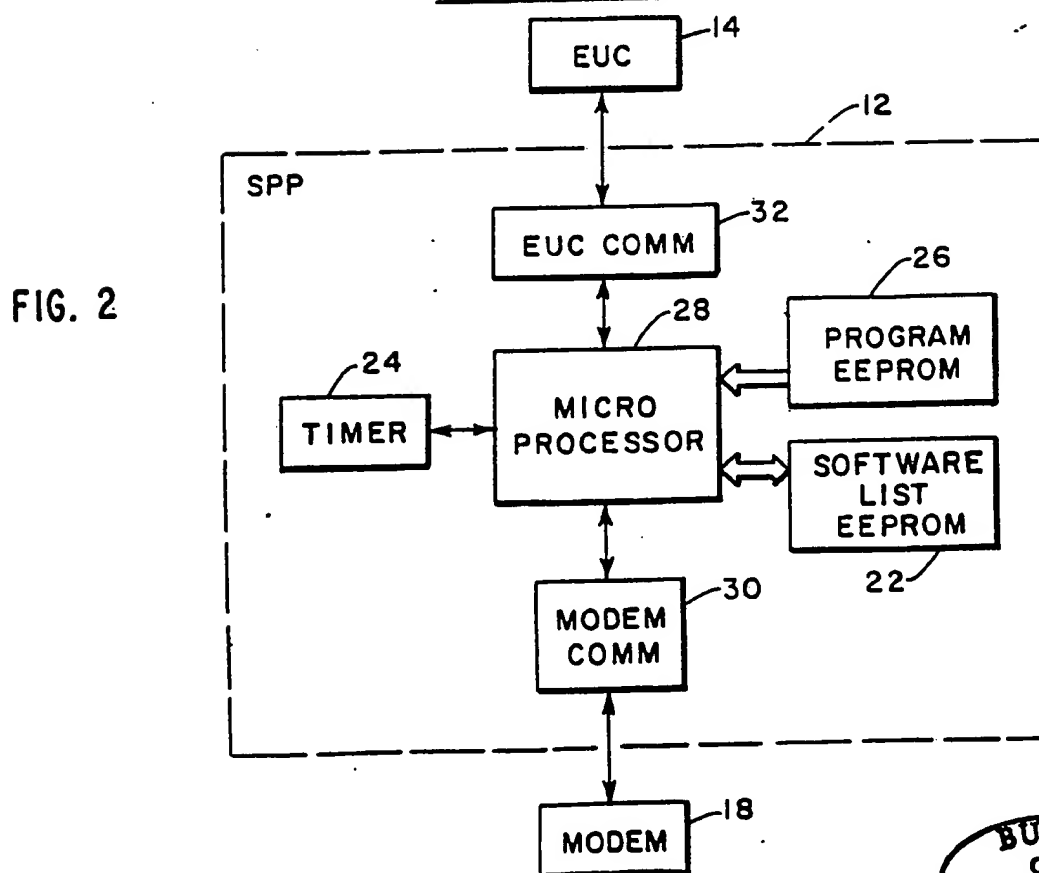 EUC
14
12
SPP
32
EUC COMM
26
FIG. 2
28
PROGRAM
EEPROM
24
MICRO
PROCESSOR
TIMER
SOFTWARE
LIST
EEPROM
22
30
MODEM
COMM
18
MODEM
BU